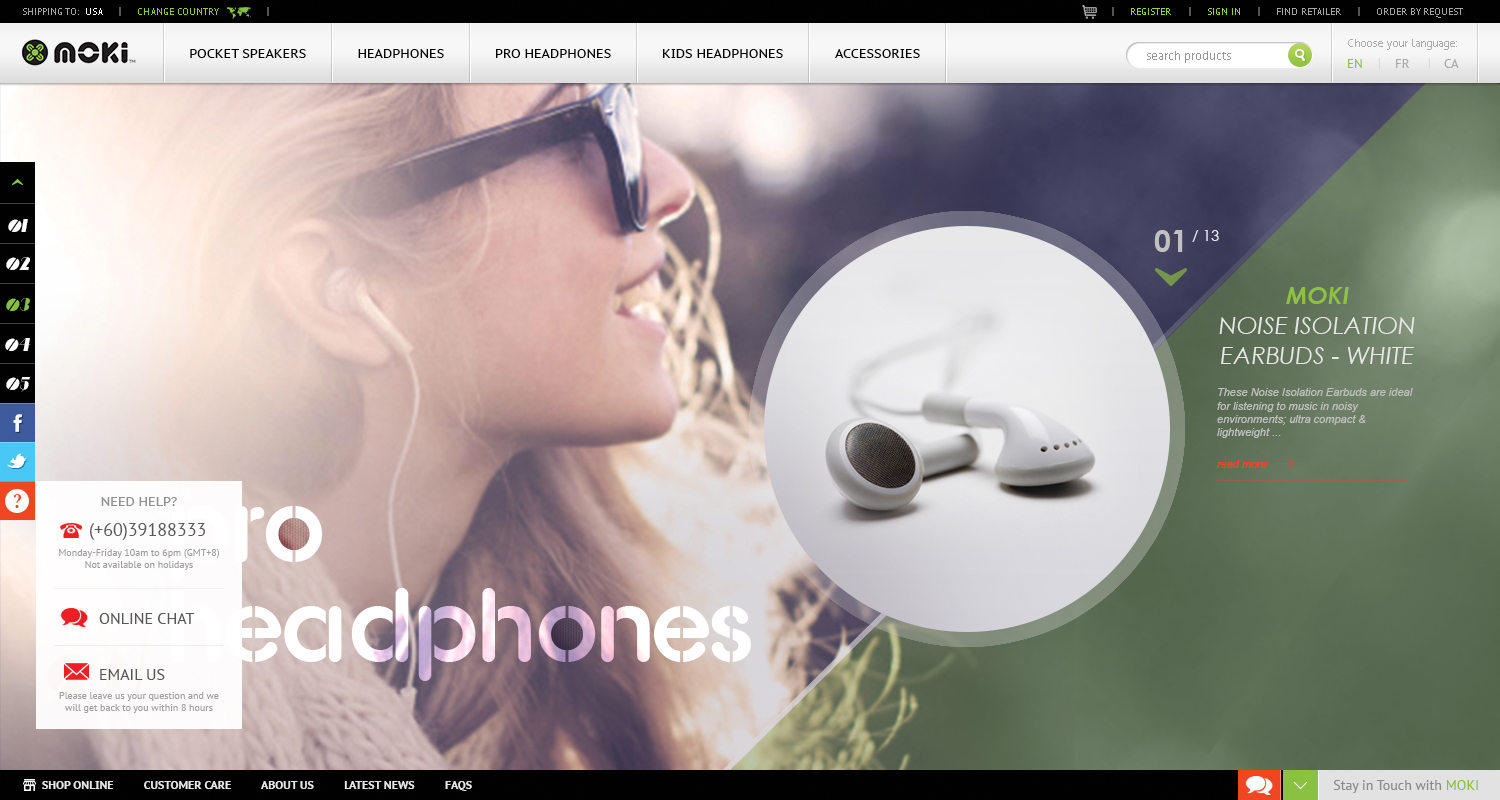 SHIPPING TO: USA
CHANGE COUNTRY
REGISTER
SIGN IN
FIND RETAILER
ORDER BY REQUEST
MOKI™
POCKET SPEAKERS
HEADPHONES
PRO HEADPHONES
KIDS HEADPHONES
ACCESSORIES
search products
Choose your language:
EN
FR
CA
01
02
03
04
05
f
?
01 / 13
MOKI
NOISE ISOLATION
EARBUDS - WHITE
These Noise Isolation Earbuds are ideal
for listening to music in noisy
environments; ultra compact &
lightweight ...
read more
pro
headphones
NEED HELP?
(+60)39188333
Monday-Friday 10am to 6pm (GMT+8)
Not available on holidays
ONLINE CHAT
EMAIL US
Please leave us your question and we
will get back to you within 8 hours
SHOP ONLINE
CUSTOMER CARE
ABOUT US
LATEST NEWS
FAQS
Stay in Touch with MOKI